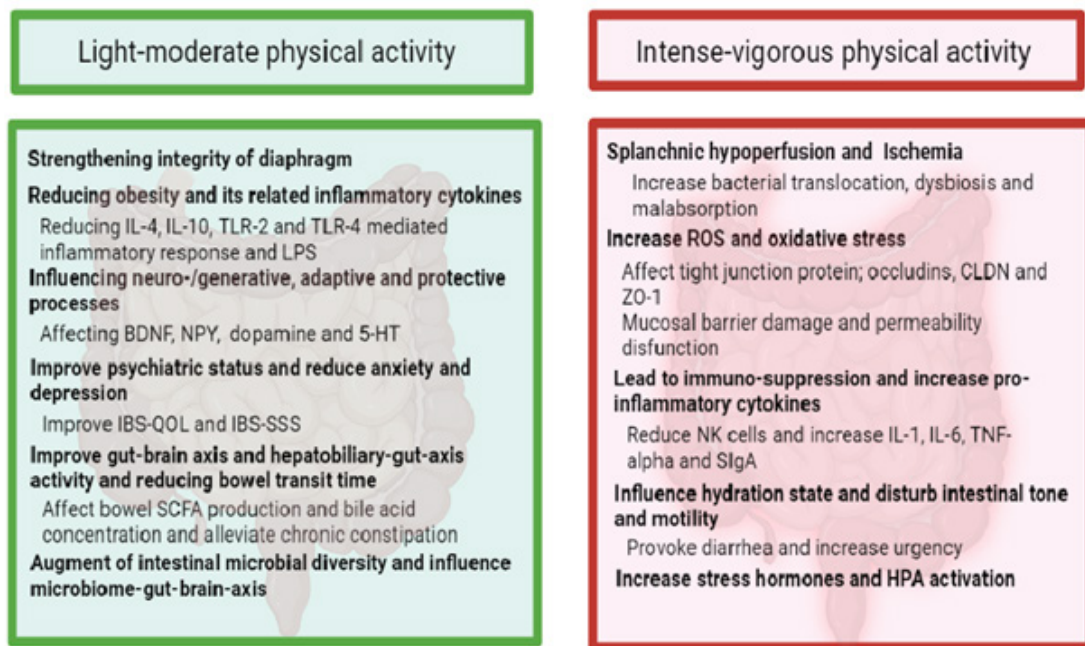 Light-moderate physical activity
Strengthening integrity of diaphragm
Reducing obesity and its related inflammatory cytokines
Reducing IL-4, IL-10, TLR-2 and TLR-4 mediated
inflammatory response and LPS
Influencing neuro-/generative, adaptive and protective
processes
Affecting BDNF, NPY, dopamine and 5-HT
Improve psychiatric status and reduce anxiety and
depression
Improve IBS-QOL and IBS-SSS
Improve gut-brain axis and hepatobiliary-gut-axis
activity and reducing bowel transit time
Affect bowel SCFA production and bile acid
concentration and alleviate chronic constipation
Augment of intestinal microbial diversity and influence
microbiome-gut-brain-axis
Intense-vigorous physical activity
Splanchnic hypoperfusion and Ischemia
Increase bacterial translocation, dysbiosis and
malabsorption
Increase ROS and oxidative stress
Affect tight junction protein; occludins, CLDN and
ZO-1
Mucosal barrier damage and permeability
disfunction
Lead to immuno-suppression and increase pro-
inflammatory cytokines
Reduce NK cells and increase IL-1, IL-6, TNF-
alpha and SIgA
Influence hydration state and disturb intestinal tone
and motility
Provoke diarrhea and increase urgency
Increase stress hormones and HPA activation